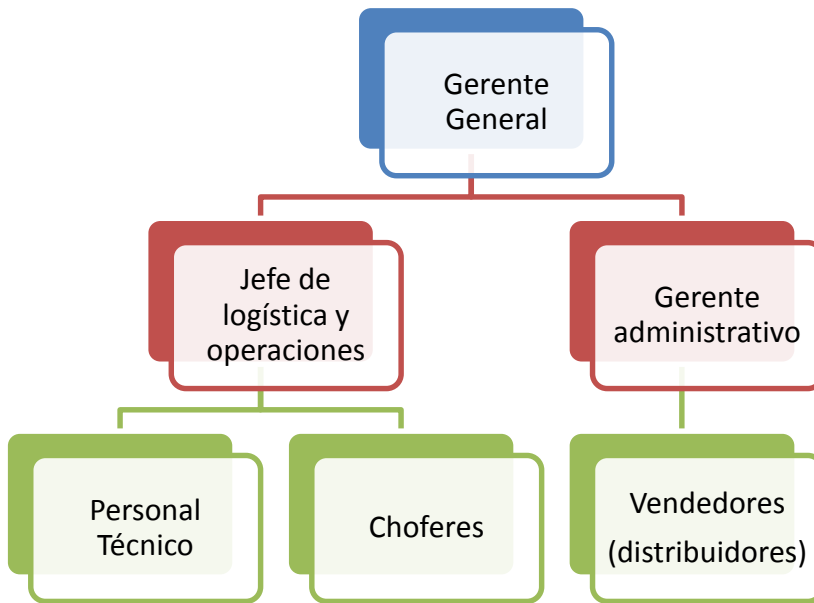 Gerente
General
Jefe de
logística y
operaciones
Gerente
administrativo
Personal
Técnico
Choferes
Vendedores
(distribuidores)